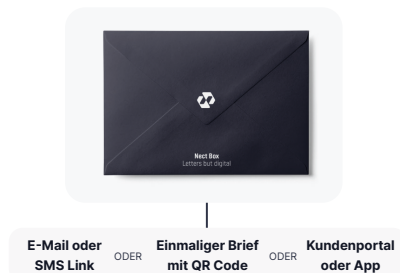 Nect Box
Letters but digital
E-Mail oder ODER Einmaliger Brief ODER Kundenportal
SMS Link mit QR Code oder App